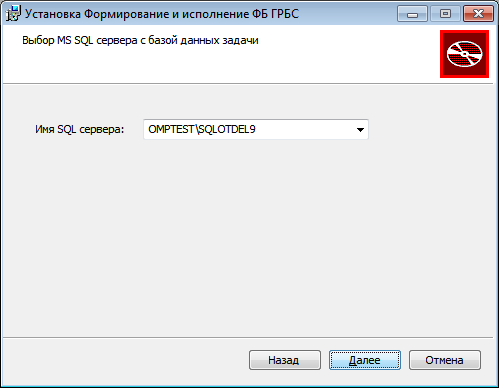 Установка Формирование и исполнение ФБ ГРБС
Выбор MS SQL сервера с базой данных задачи
Имя SQL сервера: OMPTEST\SQLOTDEL9
Назад Далее Отмена